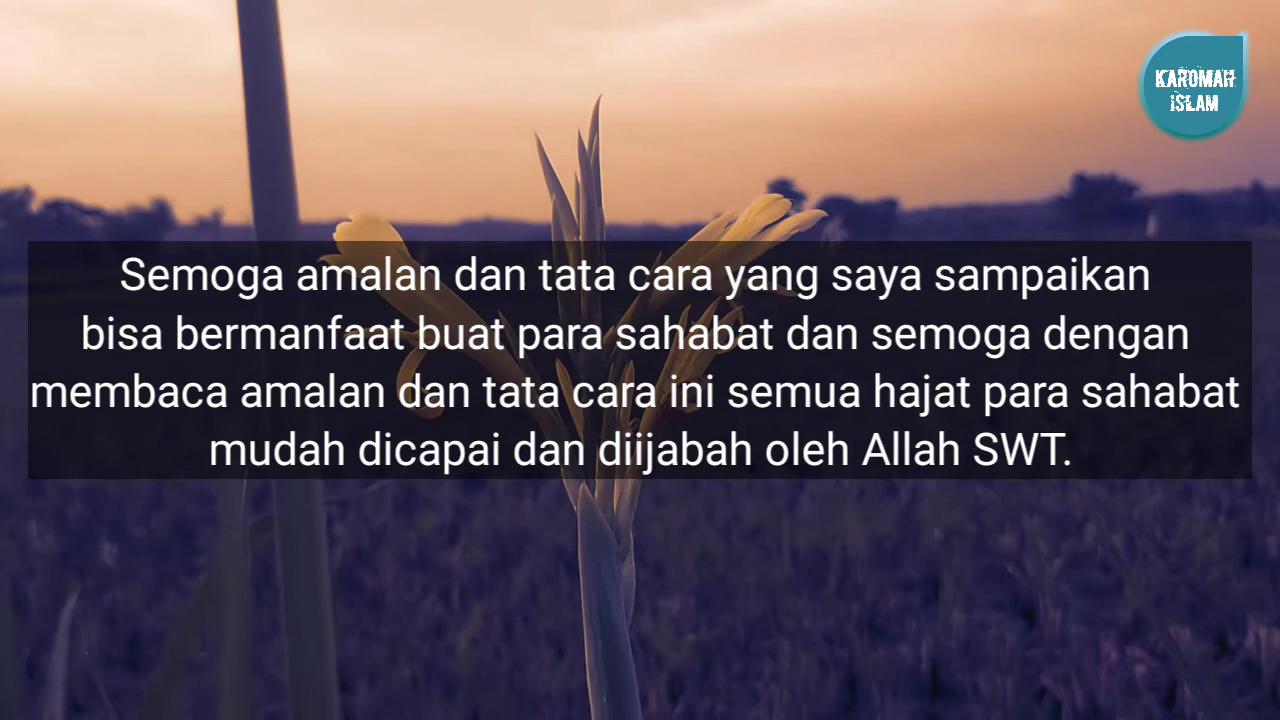 KAROMAH
ISLAM
Semoga amalan dan tata cara yang saya sampaikan
bisa bermanfaat buat para sahabat dan semoga dengan
membaca amalan dan tata cara ini semua hajat para sahabat
mudah dicapai dan diijabah oleh Allah SWT.